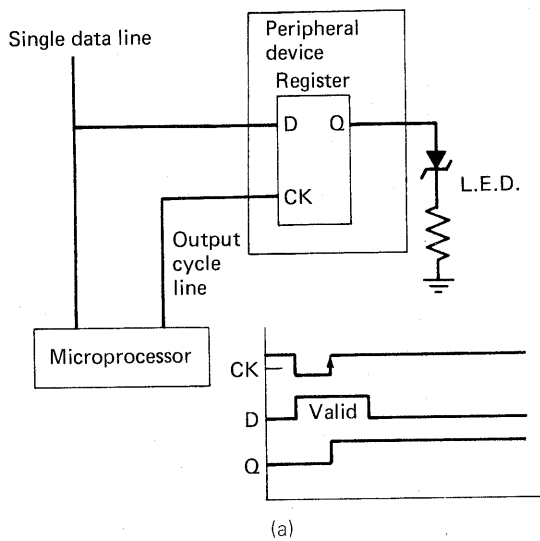 Single data line
Peripheral
device
Register
D
Q
CK
L.E.D.
Output
cycle
line
Microprocessor
CK
D
Valid
Q
(a)